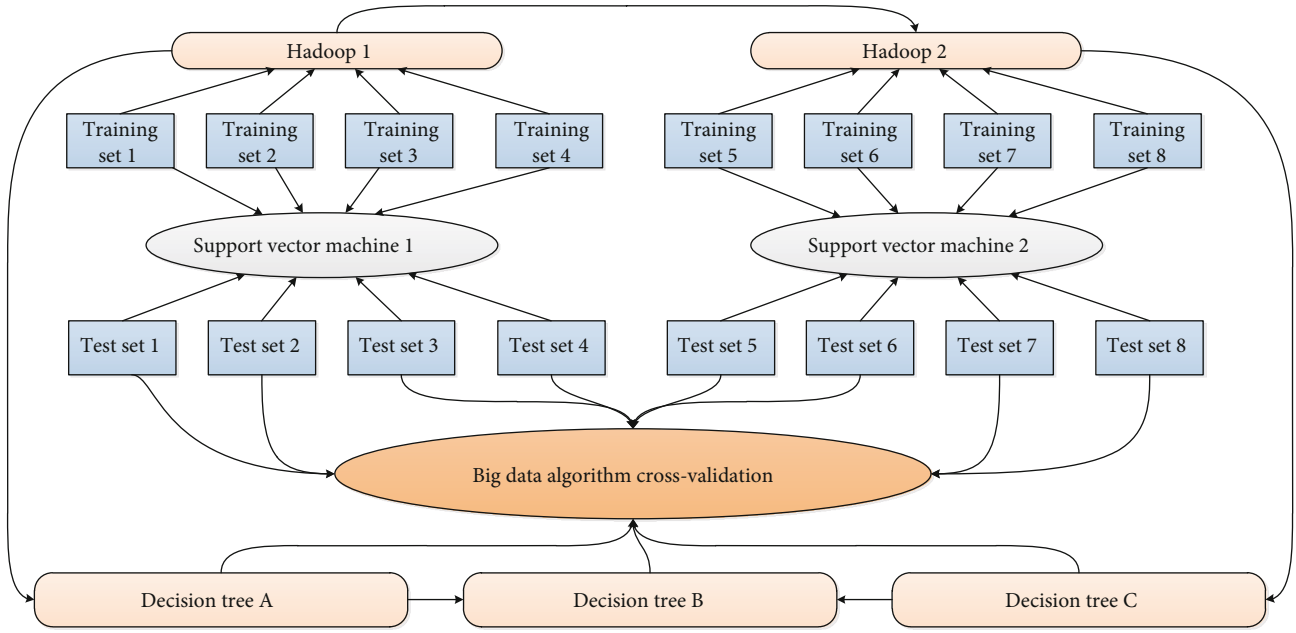 Hadoop 1
Hadoop 2
Training
set 1
Training
set 2
Training
set 3
Training
set 4
Training
set 5
Training
set 6
Training
set 7
Training
set 8
Support vector machine 1
Support vector machine 2
Test set 1
Test set 2
Test set 3
Test set 4
Test set 5
Test set 6
Test set 7
Test set 8
Big data algorithm cross-validation
Decision tree A
Decision tree B
Decision tree C